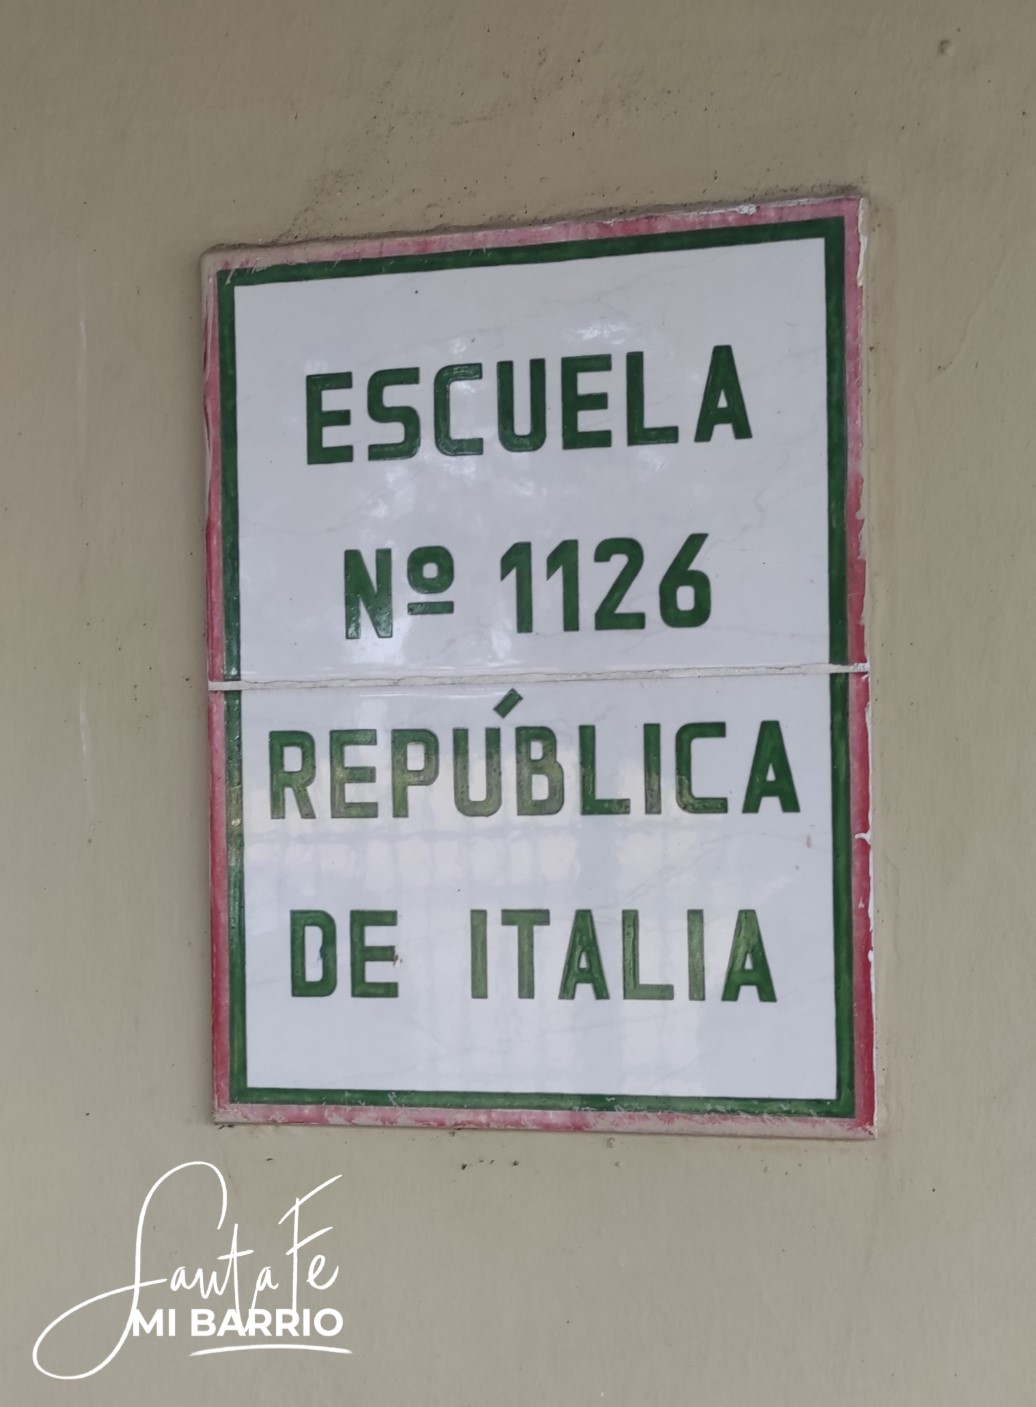 ESCUELA
Nº 1126
REPÚBLICA
DE ITALIA
Santa Fe
MI BARRIO